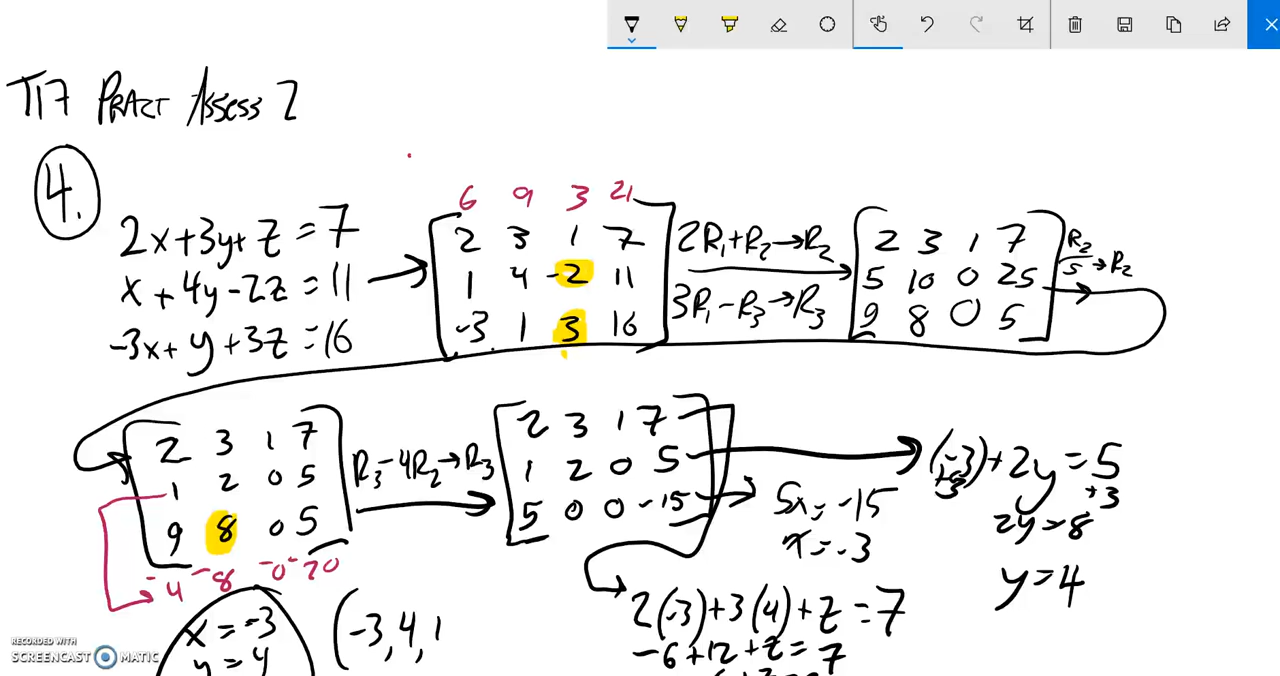 T17 PRACT ASSESS 2
4.
2x+3y+z=7
x+4y-2z=11
-3x+y+3z=16
6 9 3 21
2 3 1 7
1 4 -2 11
-3 1 3 16
2R₁+R₂→R₂
3R₁-R₃→R₃
2 3 1 7
5 10 0 25
9 8 0 5
R₂/5→R₂
2 3 1 7
1 2 0 5
9 8 0 5
-4 -8 -0 -20
R₃-4R₂→R₃
2 3 1 7
1 2 0 5
5 0 0 -15
5x=-15
x=-3
(-3)+2y=5
+3 +3
2y=8
y=4
2(-3)+3(4)+z=7
-6+12+z=7
x=-3
y=4
(-3,4,1
RECORDED WITH
SCREENCAST MATIC